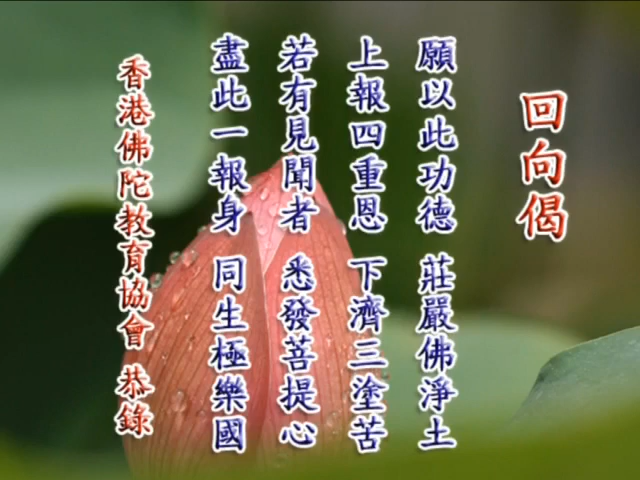 回向偈
願以此功德 莊嚴佛淨土
上報四重恩 下濟三塗苦
若有見聞者 悉發菩提心
盡此一報身 同生極樂國
香港佛陀教育協會 恭錄